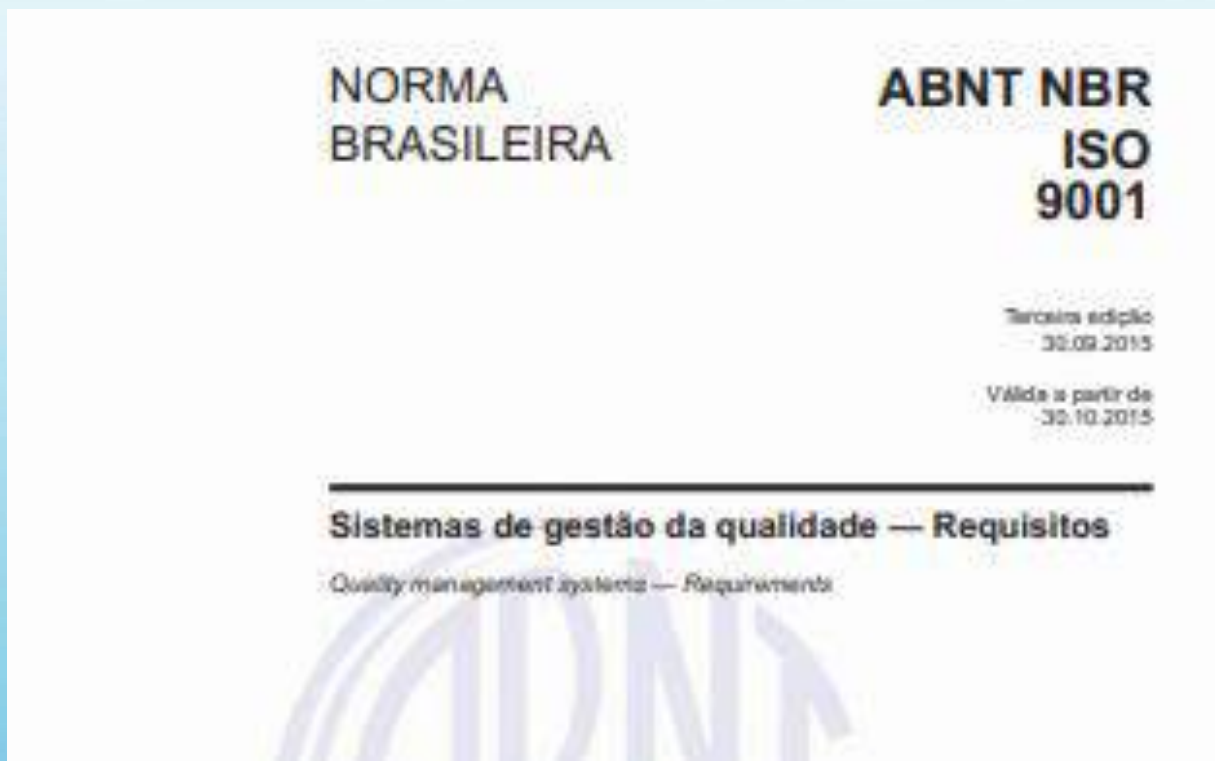 NORMA
BRASILEIRA
ABNT NBR
ISO
9001
Terceira edição
30.09.2015
Válida a partir de
30.10.2015
Sistemas de gestão da qualidade — Requisitos
Quality management systems — Requirements
ABNT